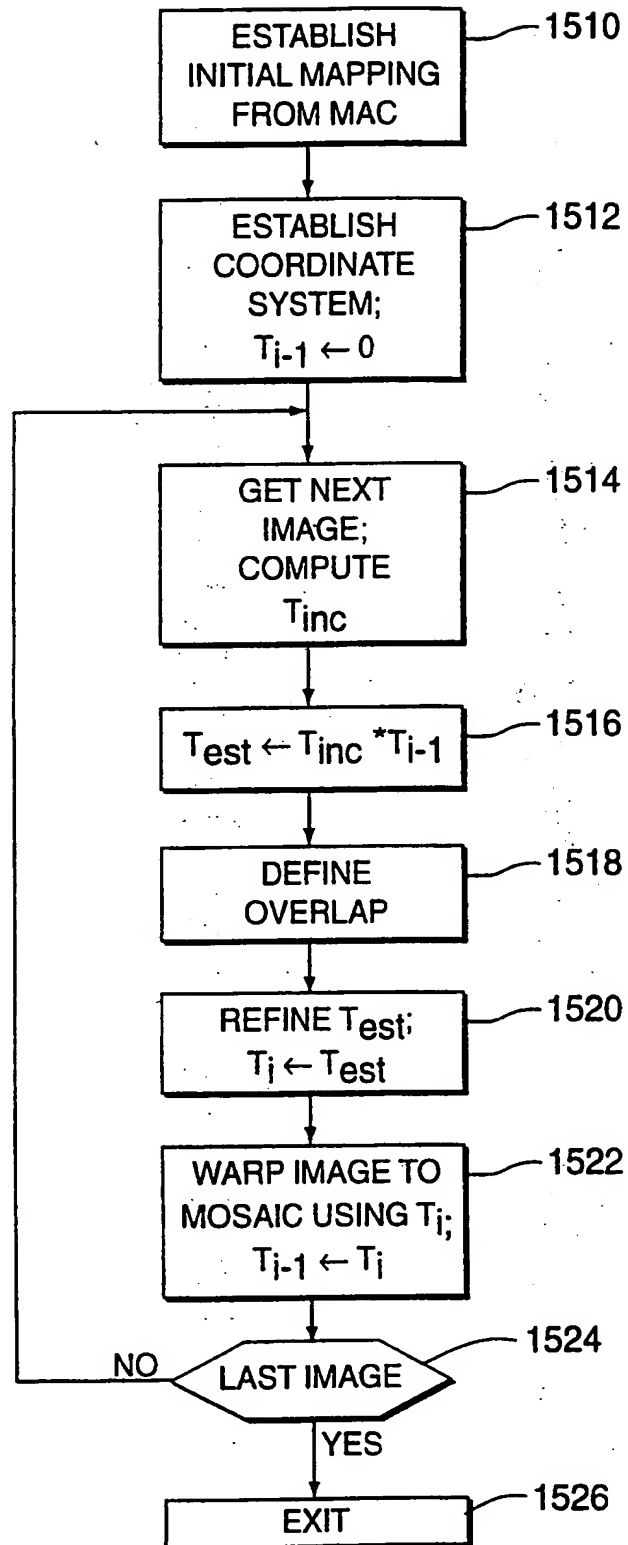 ESTABLISH
INITIAL MAPPING
FROM MAC
1510
ESTABLISH
COORDINATE
SYSTEM;
Ti-1 ← 0
1512
GET NEXT
IMAGE;
COMPUTE
Tinc
1514
Test ← Tinc *Ti-1
1516
DEFINE
OVERLAP
1518
REFINE Test;
Ti ← Test
1520
WARP IMAGE TO
MOSAIC USING Ti;
Ti-1 ← Ti
1522
LAST IMAGE
1524
NO
YES
EXIT
1526